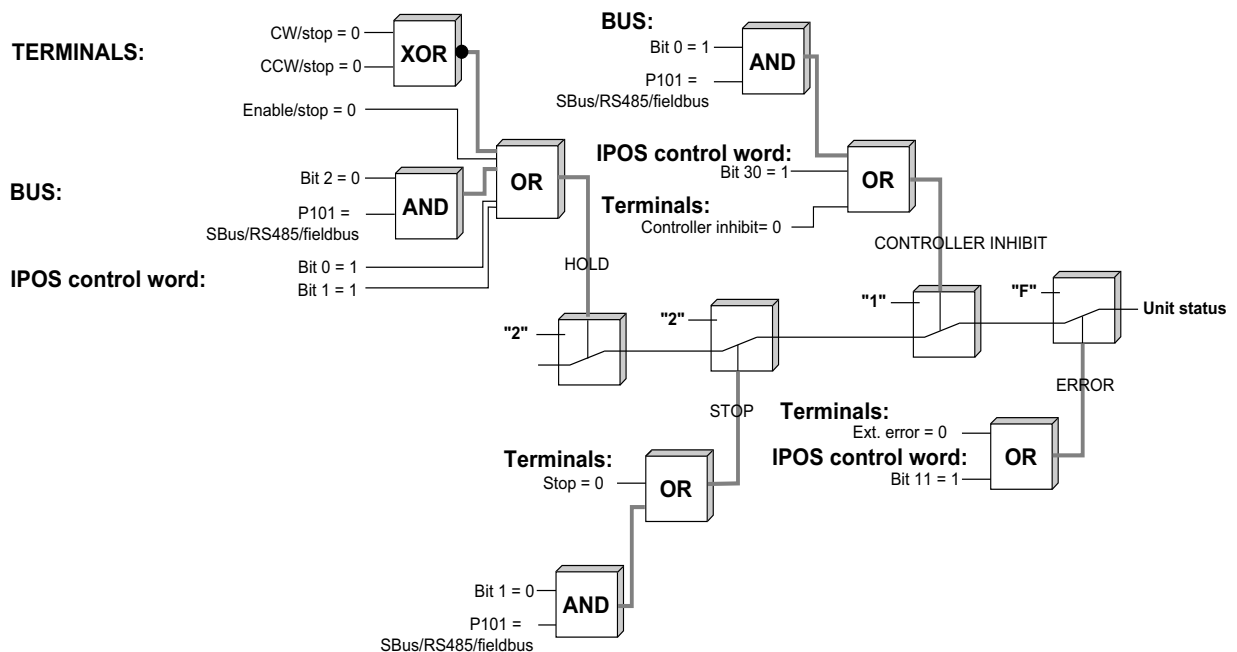 TERMINALS:
CW/stop = 0
CCW/stop = 0
XOR
Enable/stop = 0
BUS:
Bit 2 = 0
P101 =
SBus/RS485/fieldbus
AND
OR
IPOS control word:
Bit 0 = 1
Bit 1 = 1
HOLD
BUS:
Bit 0 = 1
P101 =
SBus/RS485/fieldbus
AND
IPOS control word:
Bit 30 = 1
Terminals:
Controller inhibit= 0
OR
CONTROLLER INHIBIT
"2"
"2"
"1"
"F"
Unit status
STOP
ERROR
Terminals:
Stop = 0
OR
Bit 1 = 0
P101 =
SBus/RS485/fieldbus
AND
Terminals:
Ext. error = 0
IPOS control word:
Bit 11 = 1
OR